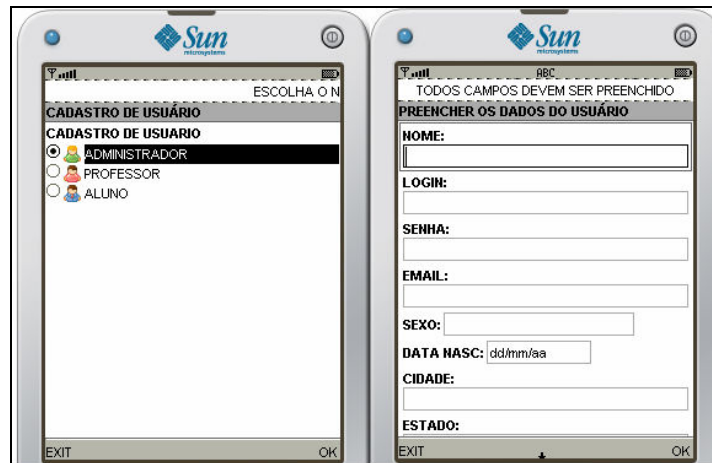 Sun
microsystems
ESCOLHA O N
CADASTRO DE USUÁRIO
CADASTRO DE USUARIO
ADMINISTRADOR
PROFESSOR
ALUNO
EXIT
OK
Sun
microsystems
ABC
TODOS CAMPOS DEVEM SER PREENCHIDO
PREENCHER OS DADOS DO USUÁRIO
NOME:
LOGIN:
SENHA:
EMAIL:
SEXO:
DATA NASC: dd/mm/aa
CIDADE:
ESTADO:
EXIT
OK